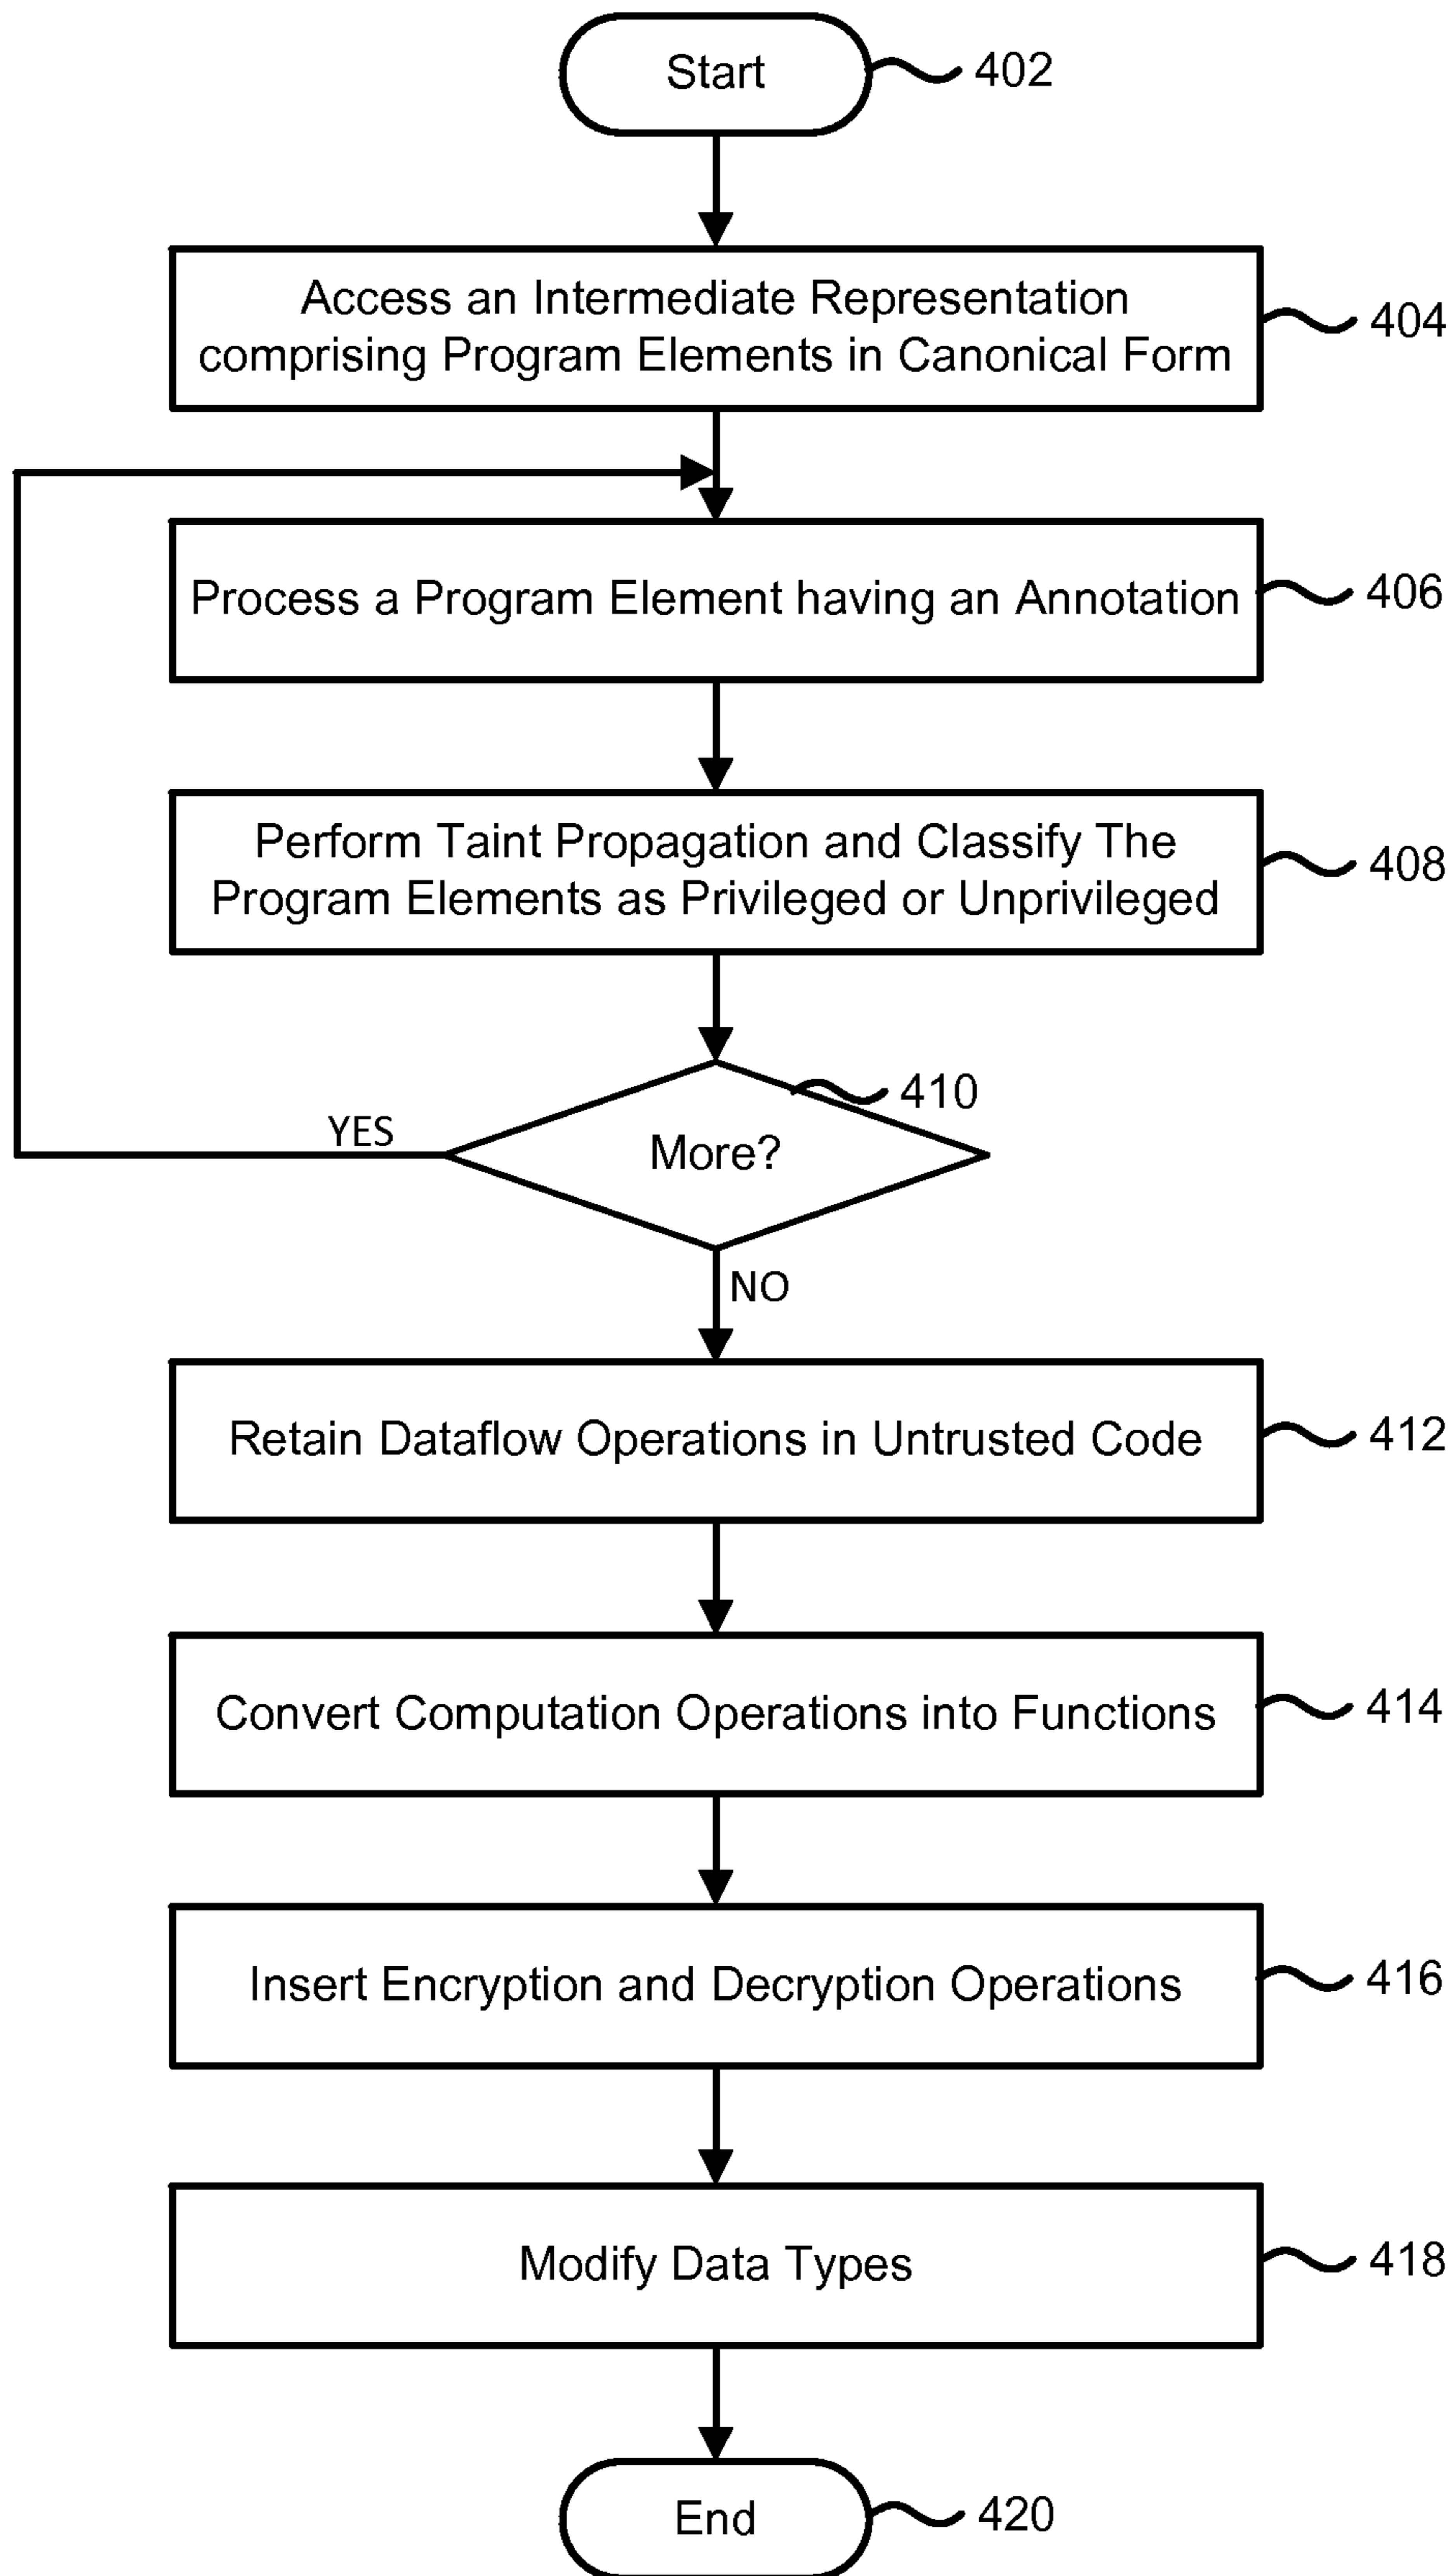 Start
402
Access an Intermediate Representation
comprising Program Elements in Canonical Form
404
Process a Program Element having an Annotation
406
Perform Taint Propagation and Classify The
Program Elements as Privileged or Unprivileged
408
410
YES
More?
NO
Retain Dataflow Operations in Untrusted Code
412
Convert Computation Operations into Functions
414
Insert Encryption and Decryption Operations
416
Modify Data Types
418
End
420